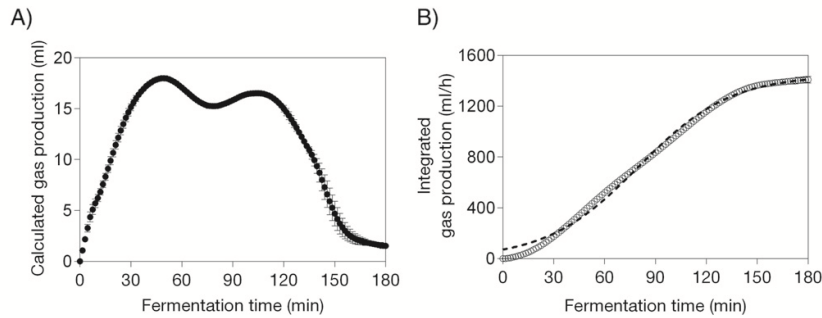 A)
Calculated gas production (ml)
20
15
10
5
0
0 30 60 90 120 150 180
Fermentation time (min)
B)
Integrated
gas production (ml/h)
1600
1200
800
400
0
0 30 60 90 120 150 180
Fermentation time (min)